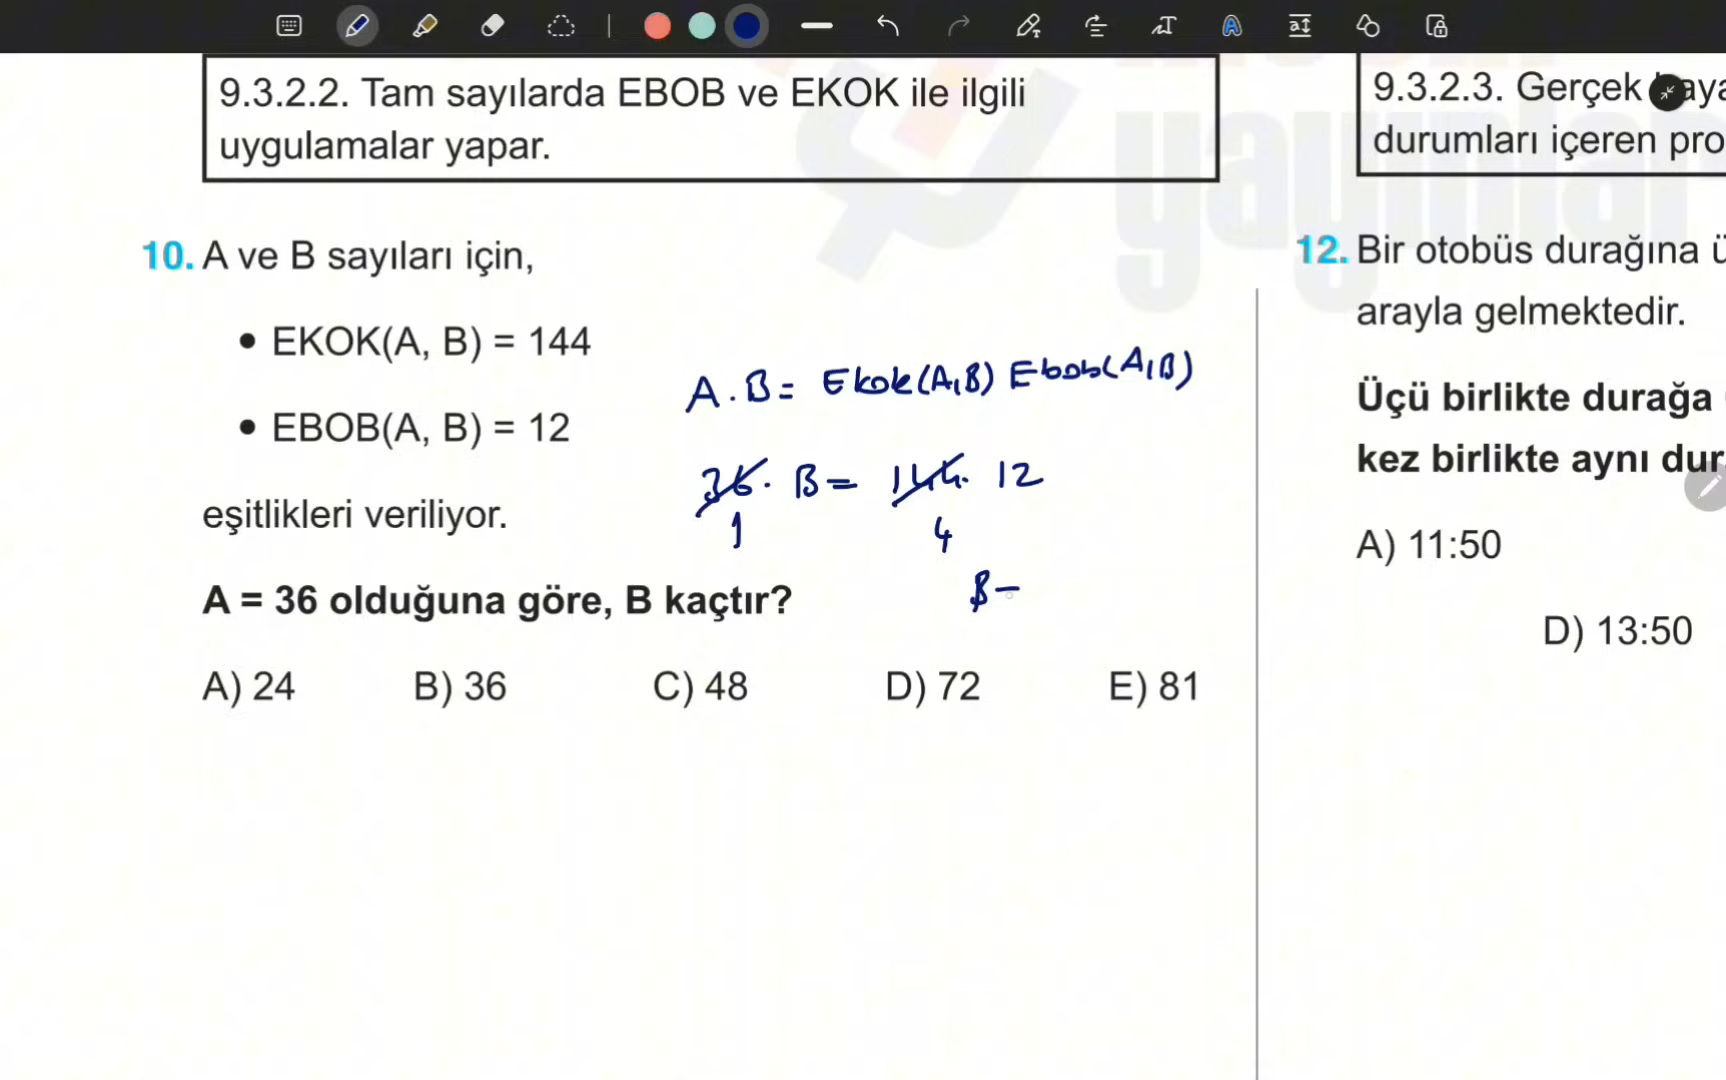 9.3.2.2. Tam sayılarda EBOB ve EKOK ile ilgili
uygulamalar yapar.
10. A ve B sayıları için,
• EKOK(A, B) = 144
• EBOB(A, B) = 12
eşitlikleri veriliyor.
A = 36 olduğuna göre, B kaçtır?
A) 24 B) 36 C) 48 D) 72 E) 81
A . B = Ekok(A,B) Ebob(A,B)
36 . B = 144 . 12
1 4
B =
9.3.2.3. Gerçek
durumları içeren
12. Bir otobüs durağına
arayla gelmektedir.
Üçü birlikte durağa
kez birlikte aynı
A) 11:50
D) 13:50
yayınları